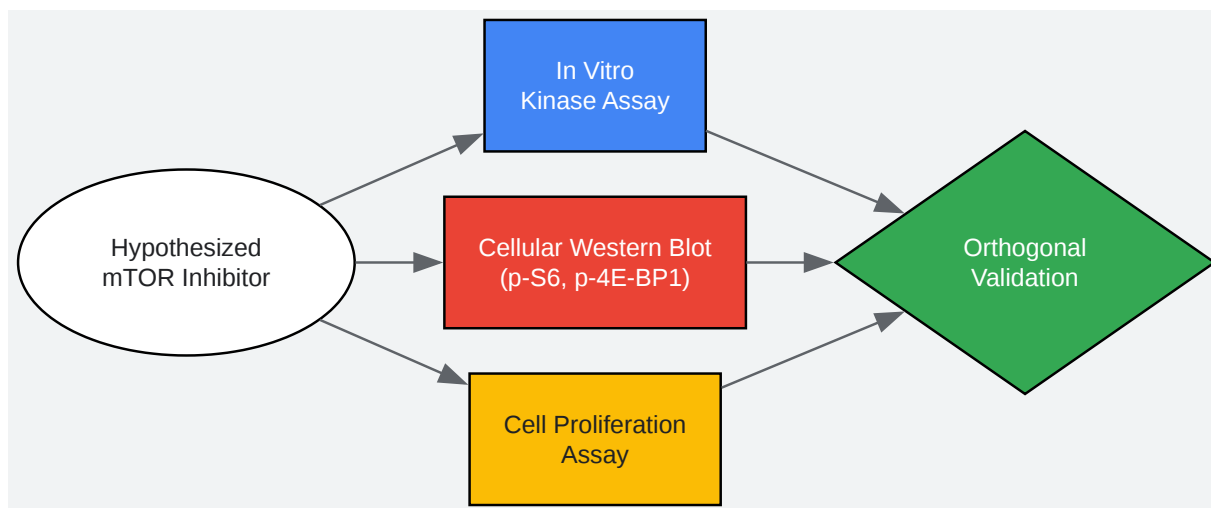 In Vitro
Kinase Assay
Hypothesized
mTOR Inhibitor
Cellular Western Blot
(p-S6, p-4E-BP1)
Orthogonal
Validation
Cell Proliferation
Assay